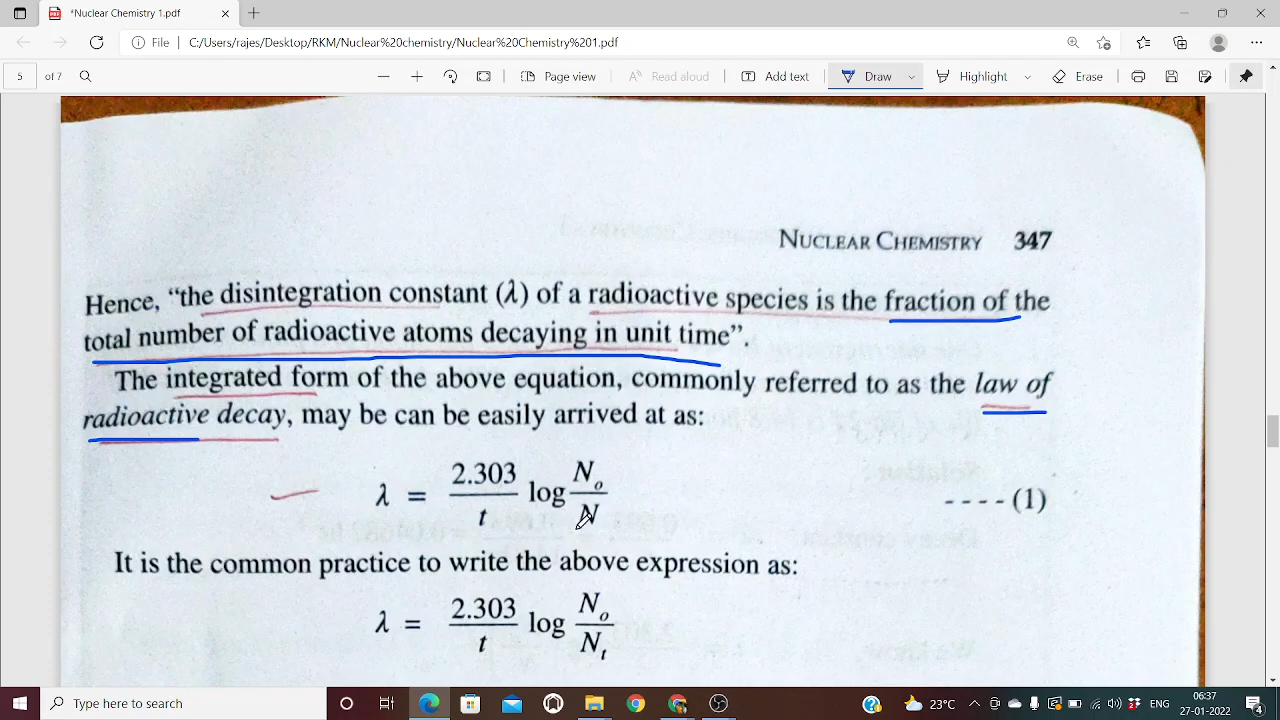 *Nuclear Chemistry 1.pdf
File | C:/Users/rajes/Desktop/RKM/Nuclear%20chemistry/Nuclear%20Chemistry%201.pdf
5 of 7 Page view Read aloud Add text Draw Highlight Erase
NUCLEAR CHEMISTRY 347
Hence, “the disintegration constant (λ) of a radioactive species is the fraction of the
total number of radioactive atoms decaying in unit time”.
The integrated form of the above equation, commonly referred to as the law of
radioactive decay, may be can be easily arrived at as:
λ = 2.303/t log N₀/N ----(1)
It is the common practice to write the above expression as:
λ = 2.303/t log N₀/Nₜ
Type here to search 23°C ENG 06:37
27-01-2022